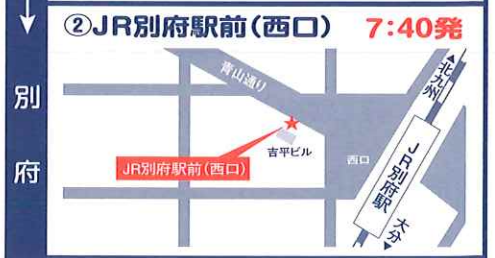 ②JR別府駅前(西口) 7:40発
別府
青山通り
吉平ビル
JR別府駅前(西口)
西口
▲北九州
JR別府駅
大分▼